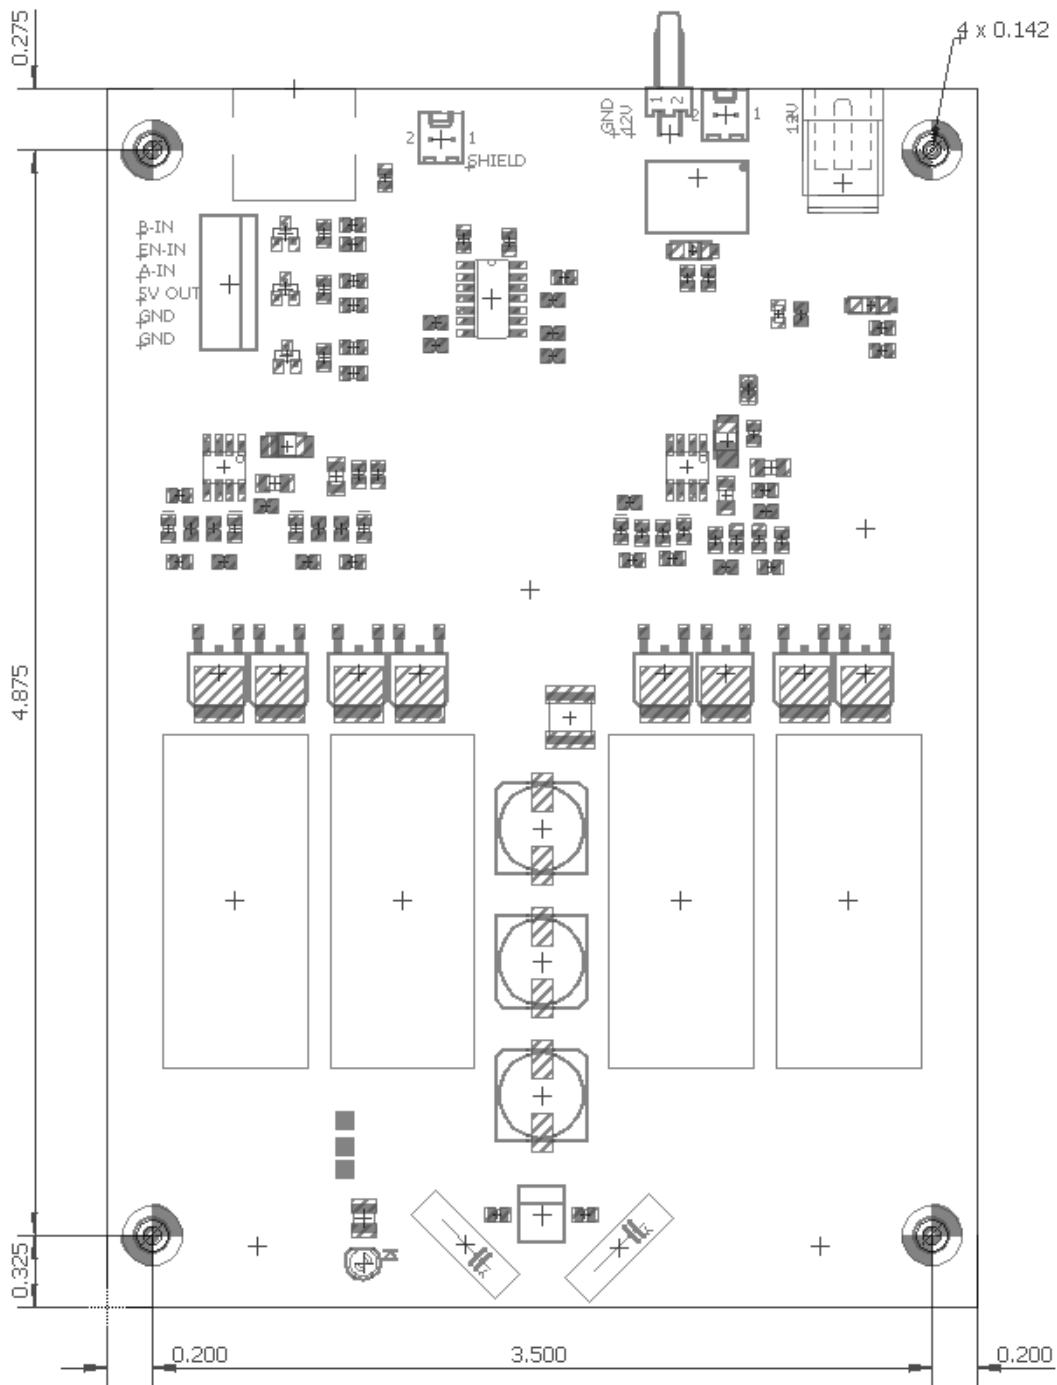 0.275
4 x 0.142
GND
12V
1 2
2 1
12V
2 1
SHIELD
B-IN
EN-IN
A-IN
5V OUT
GND
GND
4.875
0.325
0.200
3.500
0.200